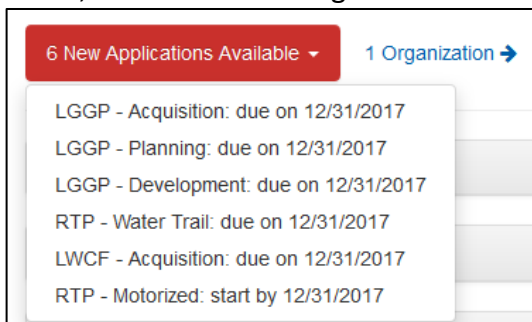 6 New Applications Available
1 Organization →
LGGP - Acquisition: due on 12/31/2017
LGGP - Planning: due on 12/31/2017
LGGP - Development: due on 12/31/2017
RTP - Water Trail: due on 12/31/2017
LWCF - Acquisition: due on 12/31/2017
RTP - Motorized: start by 12/31/2017